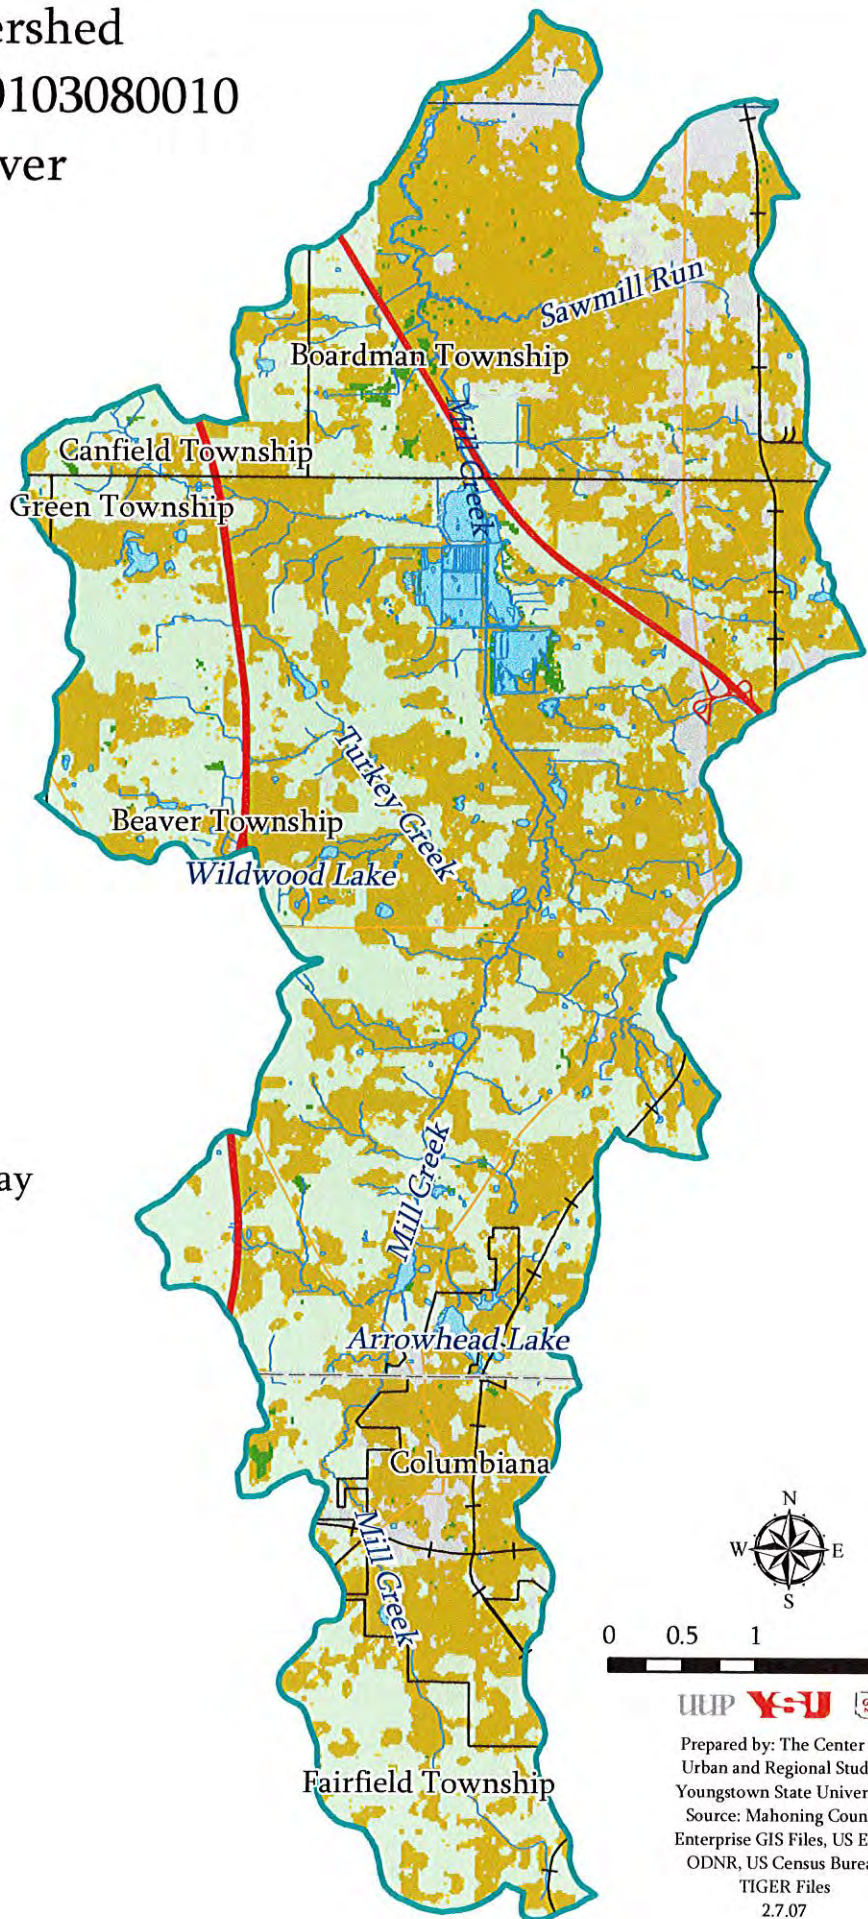 ershed
0103080010
ver
Sawmill Run
Boardman Township
Mill Creek
Canfield Township
Green Township
Turkey Creek
Beaver Township
Wildwood Lake
Mill Creek
ay
Arrowhead Lake
Columbiana
Mill Creek
N
W E
S
0 0.5 1
UUP YSU
Prepared by: The Center
Urban and Regional Stud
Youngstown State Univer
Source: Mahoning Coun
Enterprise GIS Files, US E
ODNR, US Census Burea
TIGER Files
2.7.07
Fairfield Township